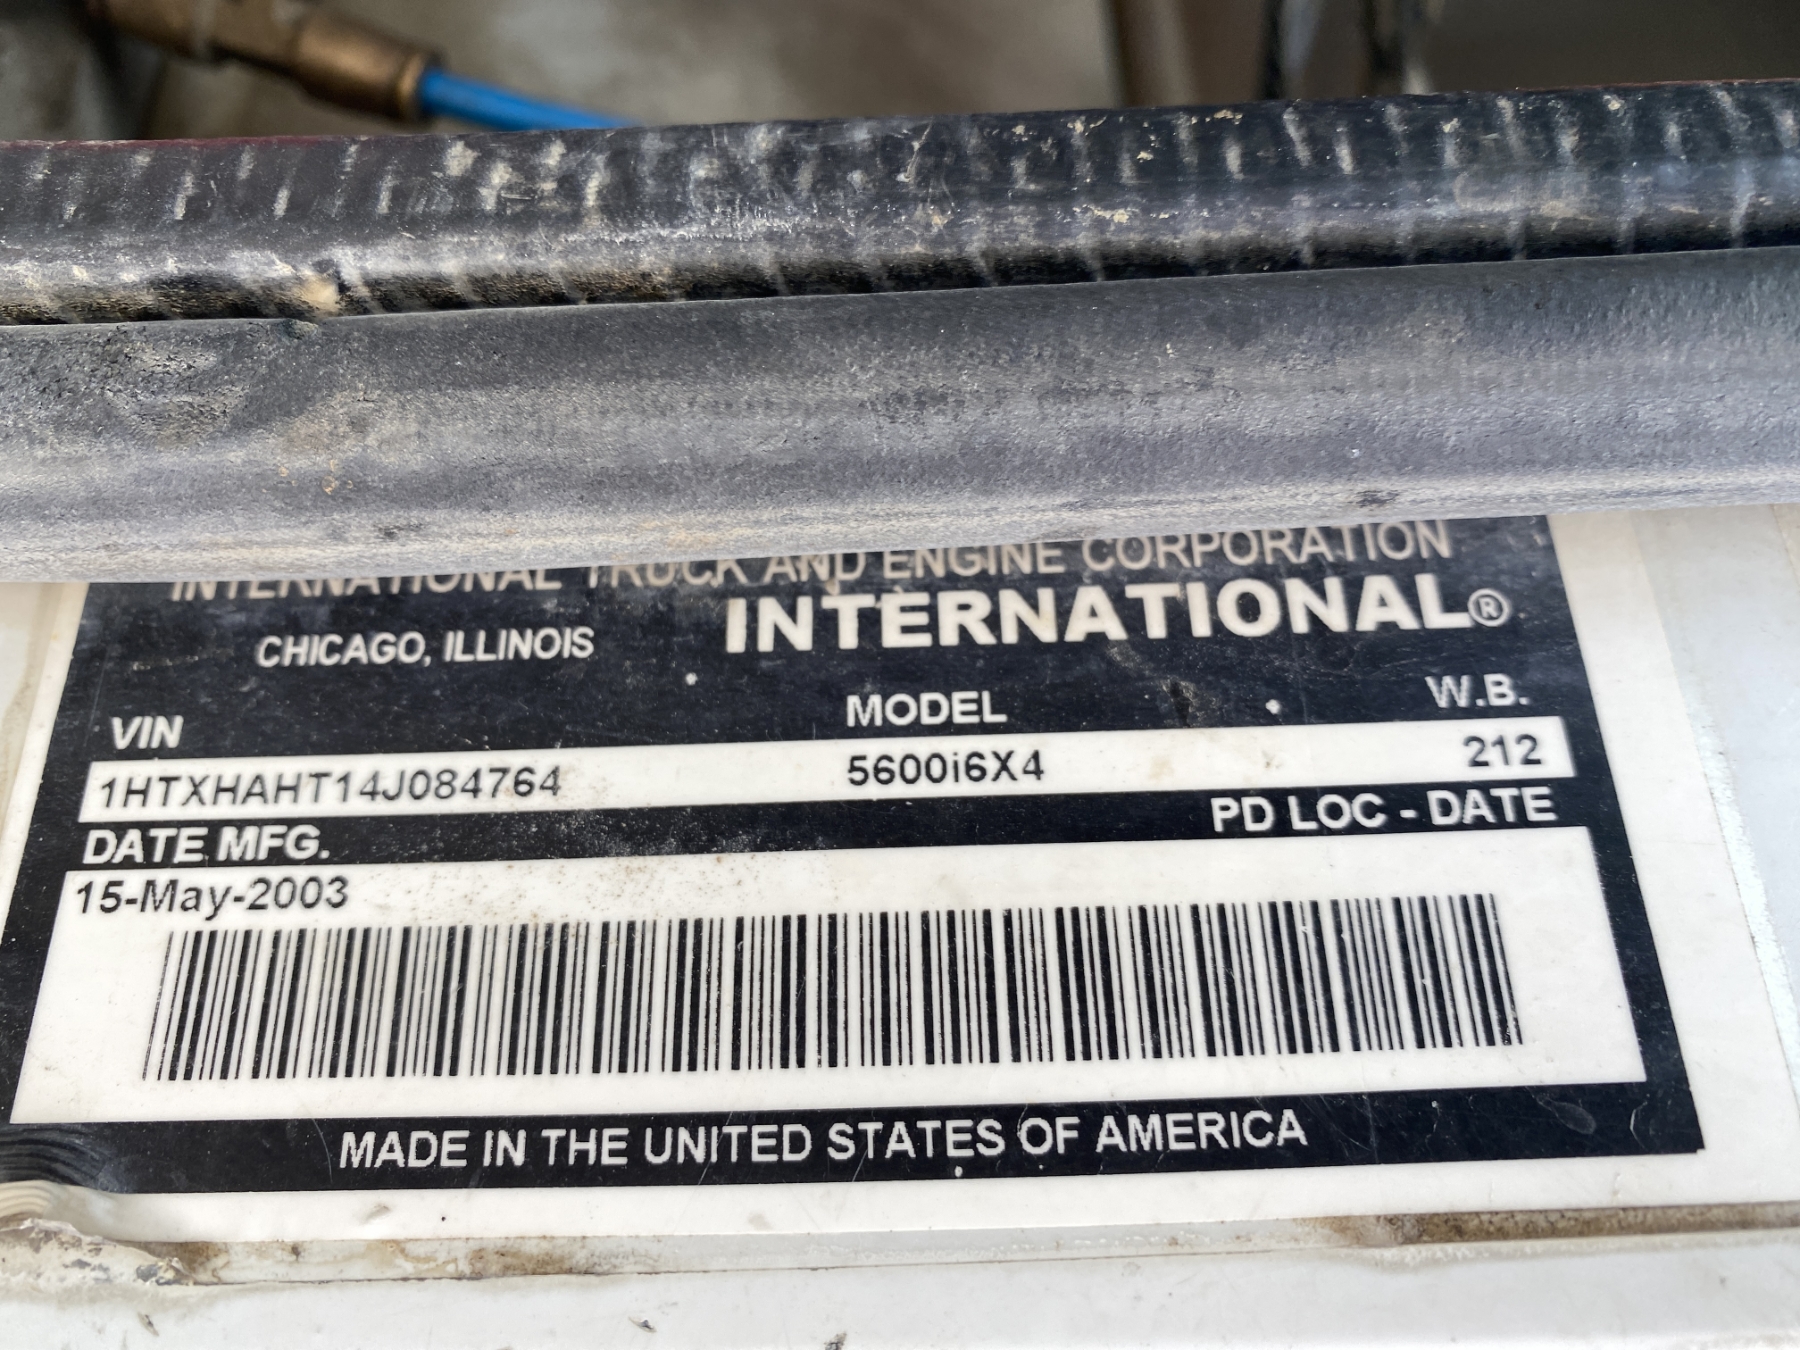 INTERNATIONAL TRUCK AND ENGINE CORPORATION
CHICAGO, ILLINOIS INTERNATIONAL®
VIN MODEL W.B.
1HTXHAHT14J084764 5600i6X4 212
DATE MFG. PD LOC - DATE
15-May-2003
MADE IN THE UNITED STATES OF AMERICA